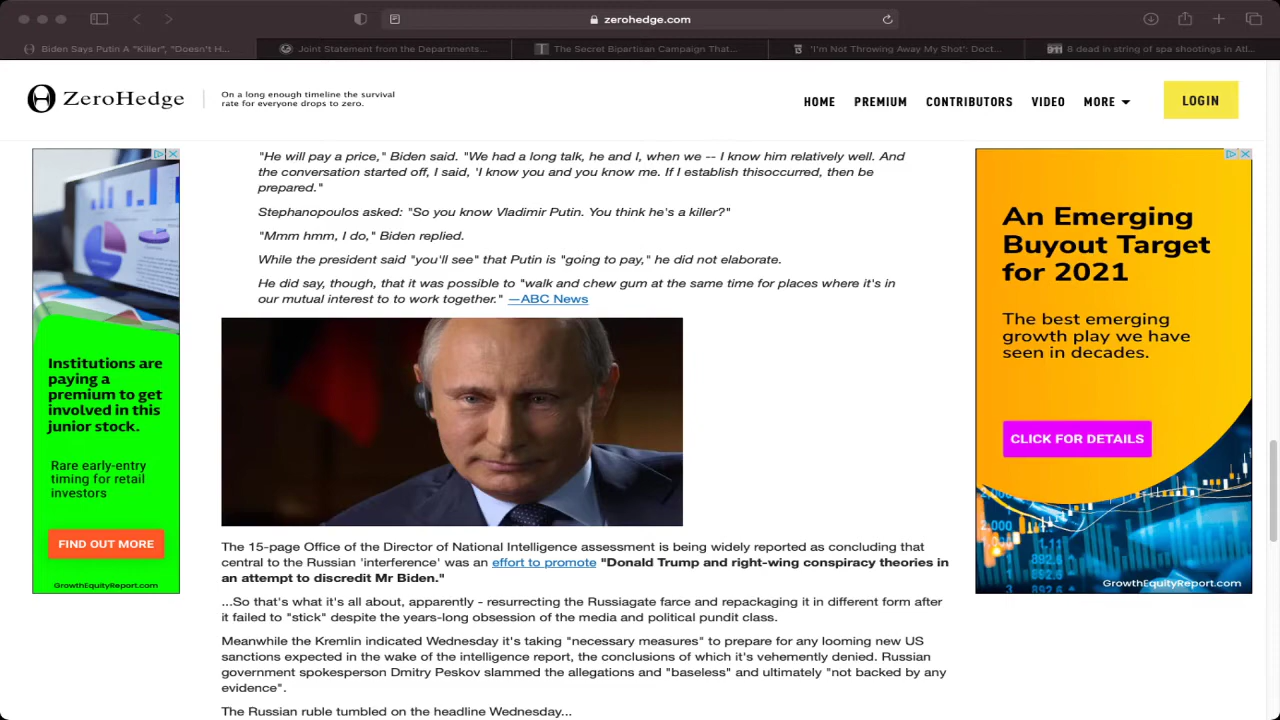 zerohedge.com
Biden Says Putin A "Killer", "Doesn't H...
Joint Statement from the Departments...
The Secret Bipartisan Campaign That...
'I'm Not Throwing Away My Shot': Doct...
8 dead in string of spa shootings in Atl...
ZeroHedge
On a long enough timeline the survival
rate for everyone drops to zero.
HOME
PREMIUM
CONTRIBUTORS
VIDEO
MORE
LOGIN
"He will pay a price," Biden said. "We had a long talk, he and I, when we -- I know him relatively well. And
the conversation started off, I said, 'I know you and you know me. If I establish thisoccurred, then be
prepared."
Stephanopoulos asked: "So you know Vladimir Putin. You think he's a killer?"
"Mmm hmm, I do," Biden replied.
While the president said "you'll see" that Putin is "going to pay," he did not elaborate.
He did say, though, that it was possible to "walk and chew gum at the same time for places where it's in
our mutual interest to to work together." —ABC News
The 15-page Office of the Director of National Intelligence assessment is being widely reported as concluding that
central to the Russian 'interference' was an effort to promote "Donald Trump and right-wing conspiracy theories in
an attempt to discredit Mr Biden."
...So that's what it's all about, apparently - resurrecting the Russiagate farce and repackaging it in different form after
it failed to "stick" despite the years-long obsession of the media and political pundit class.
Meanwhile the Kremlin indicated Wednesday it's taking "necessary measures" to prepare for any looming new US
sanctions expected in the wake of the intelligence report, the conclusions of which it's vehemently denied. Russian
government spokesperson Dmitry Peskov slammed the allegations and "baseless" and ultimately "not backed by any
evidence".
The Russian ruble tumbled on the headline Wednesday...
Institutions are
paying a
premium to get
involved in this
junior stock.
Rare early-entry
timing for retail
investors
FIND OUT MORE
GrowthEquityReport.com
An Emerging
Buyout Target
for 2021
The best emerging
growth play we have
seen in decades.
CLICK FOR DETAILS
2,000
892.6
GrowthEquityReport.com